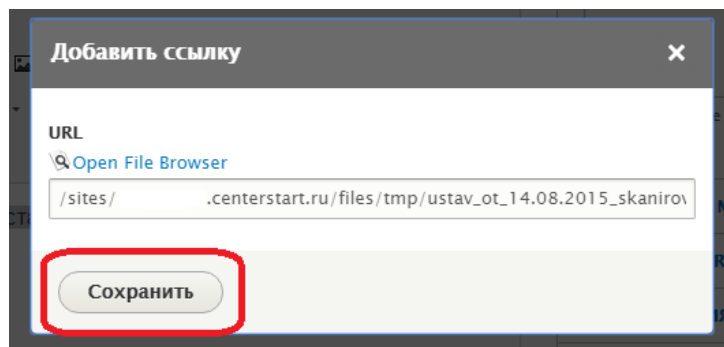 Добавить ссылку
URL
Open File Browser
/sites/ .centerstart.ru/files/tmp/ustav_ot_14.08.2015_skanirov
Сохранить